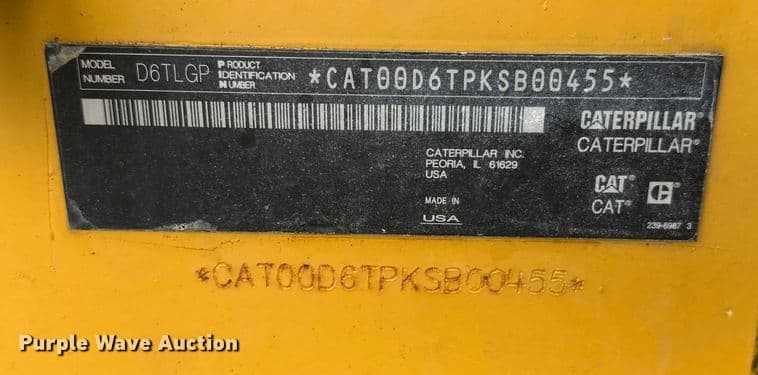 MODEL NUMBER D6TLGP PRODUCT IDENTIFICATION NUMBER *CAT00D6TPKSB00455*
CATERPILLAR®
CATERPILLAR®
CATERPILLAR INC.
PEORIA, IL 61629
USA
CAT®
CAT®
C®
MADE IN
USA
239-6987 3
*CAT00D6TPKSB00455*
Purple Wave Auction